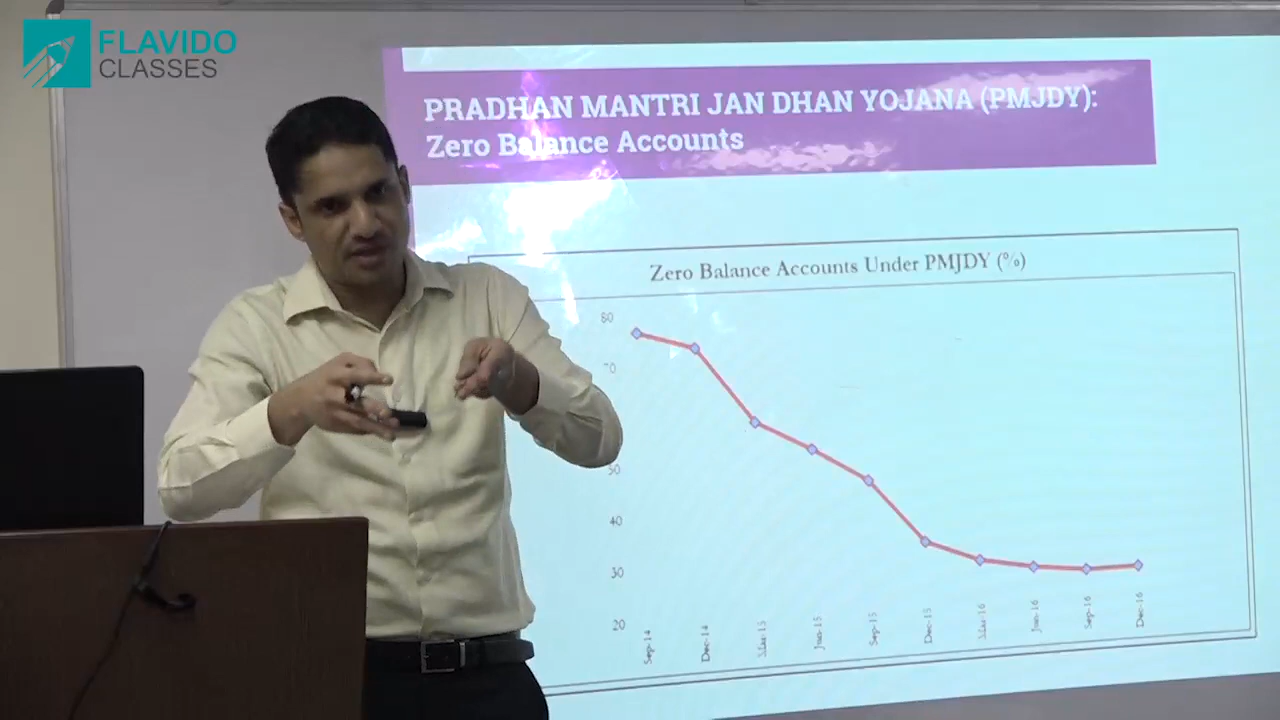 FLAVIDO
CLASSES
PRADHAN MANTRI JAN DHAN YOJANA (PMJDY):
Zero Balance Accounts
Zero Balance Accounts Under PMJDY (%)
80
70
50
40
30
20
Sep-14
Dec-14
Mar-15
Jun-15
Sep-15
Dec-15
Mar-16
Jun-16
Sep-16
Dec-16